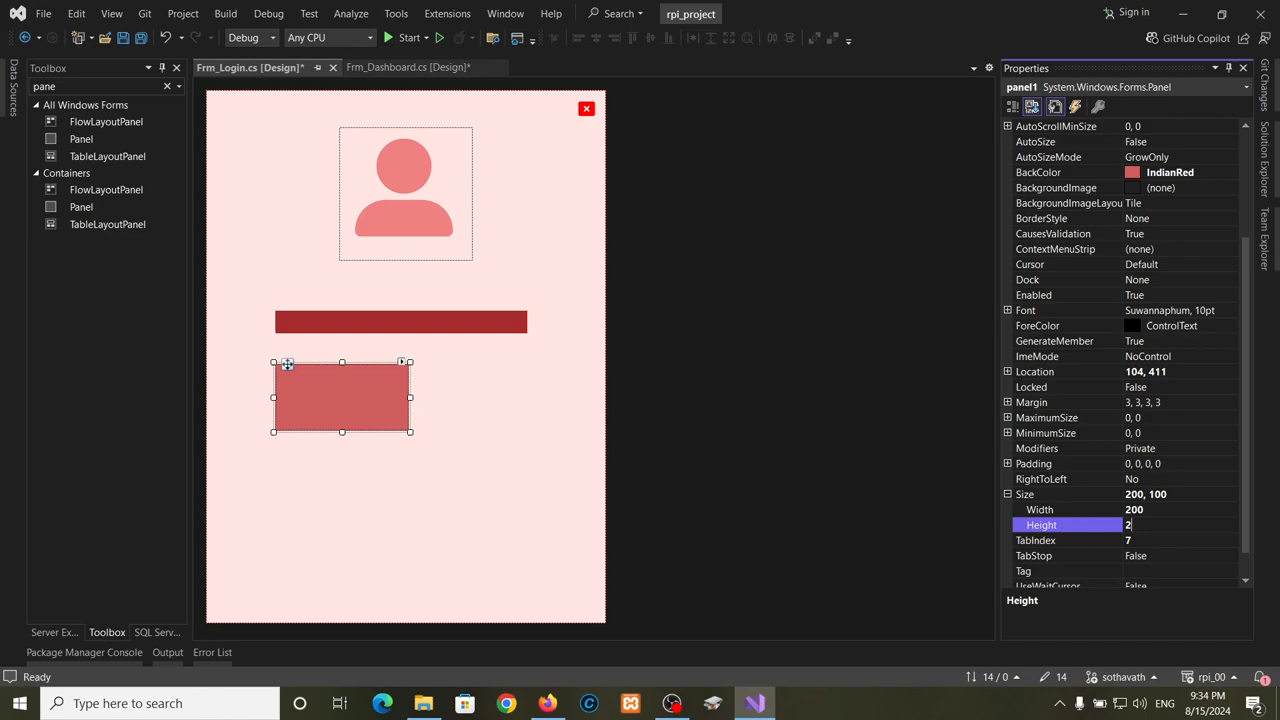 File Edit View Git Project Build Debug Test Analyze Tools Extensions Window Help Search rpi_project Sign in
Debug Any CPU Start GitHub Copilot
Data Sources
Toolbox
pane
All Windows Forms
FlowLayoutPanel
Panel
TableLayoutPanel
Containers
FlowLayoutPanel
Panel
TableLayoutPanel
Server Ex... Toolbox SQL Serv...
Frm_Login.cs [Design]* Frm_Dashboard.cs [Design]*
Properties
panel1 System.Windows.Forms.Panel
AutoScrollMinSize 0, 0
AutoSize False
AutoSizeMode GrowOnly
BackColor IndianRed
BackgroundImage (none)
BackgroundImageLayou Tile
BorderStyle None
CausesValidation True
ContextMenuStrip (none)
Cursor Default
Dock None
Enabled True
Font Suwannaphum, 10pt
ForeColor ControlText
GenerateMember True
ImeMode NoControl
Location 104, 411
Locked False
Margin 3, 3, 3, 3
MaximumSize 0, 0
MinimumSize 0, 0
Modifiers Private
Padding 0, 0, 0, 0
RightToLeft No
Size 200, 100
Width 200
Height 2
TabIndex 7
TabStop False
Tag
UseWaitCursor False
Height
Git Changes
Solution Explorer
Team Explorer
Package Manager Console Output Error List
Ready 14 / 0 14 sothavath rpi_00 1
Type here to search 9:34 PM
8/15/2024 2